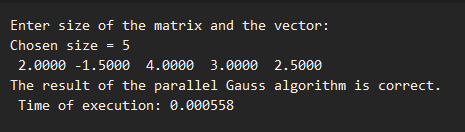 Enter size of the matrix and the vector:
Chosen size = 5
2.0000 -1.5000 4.0000 3.0000 2.5000
The result of the parallel Gauss algorithm is correct.
Time of execution: 0.000558